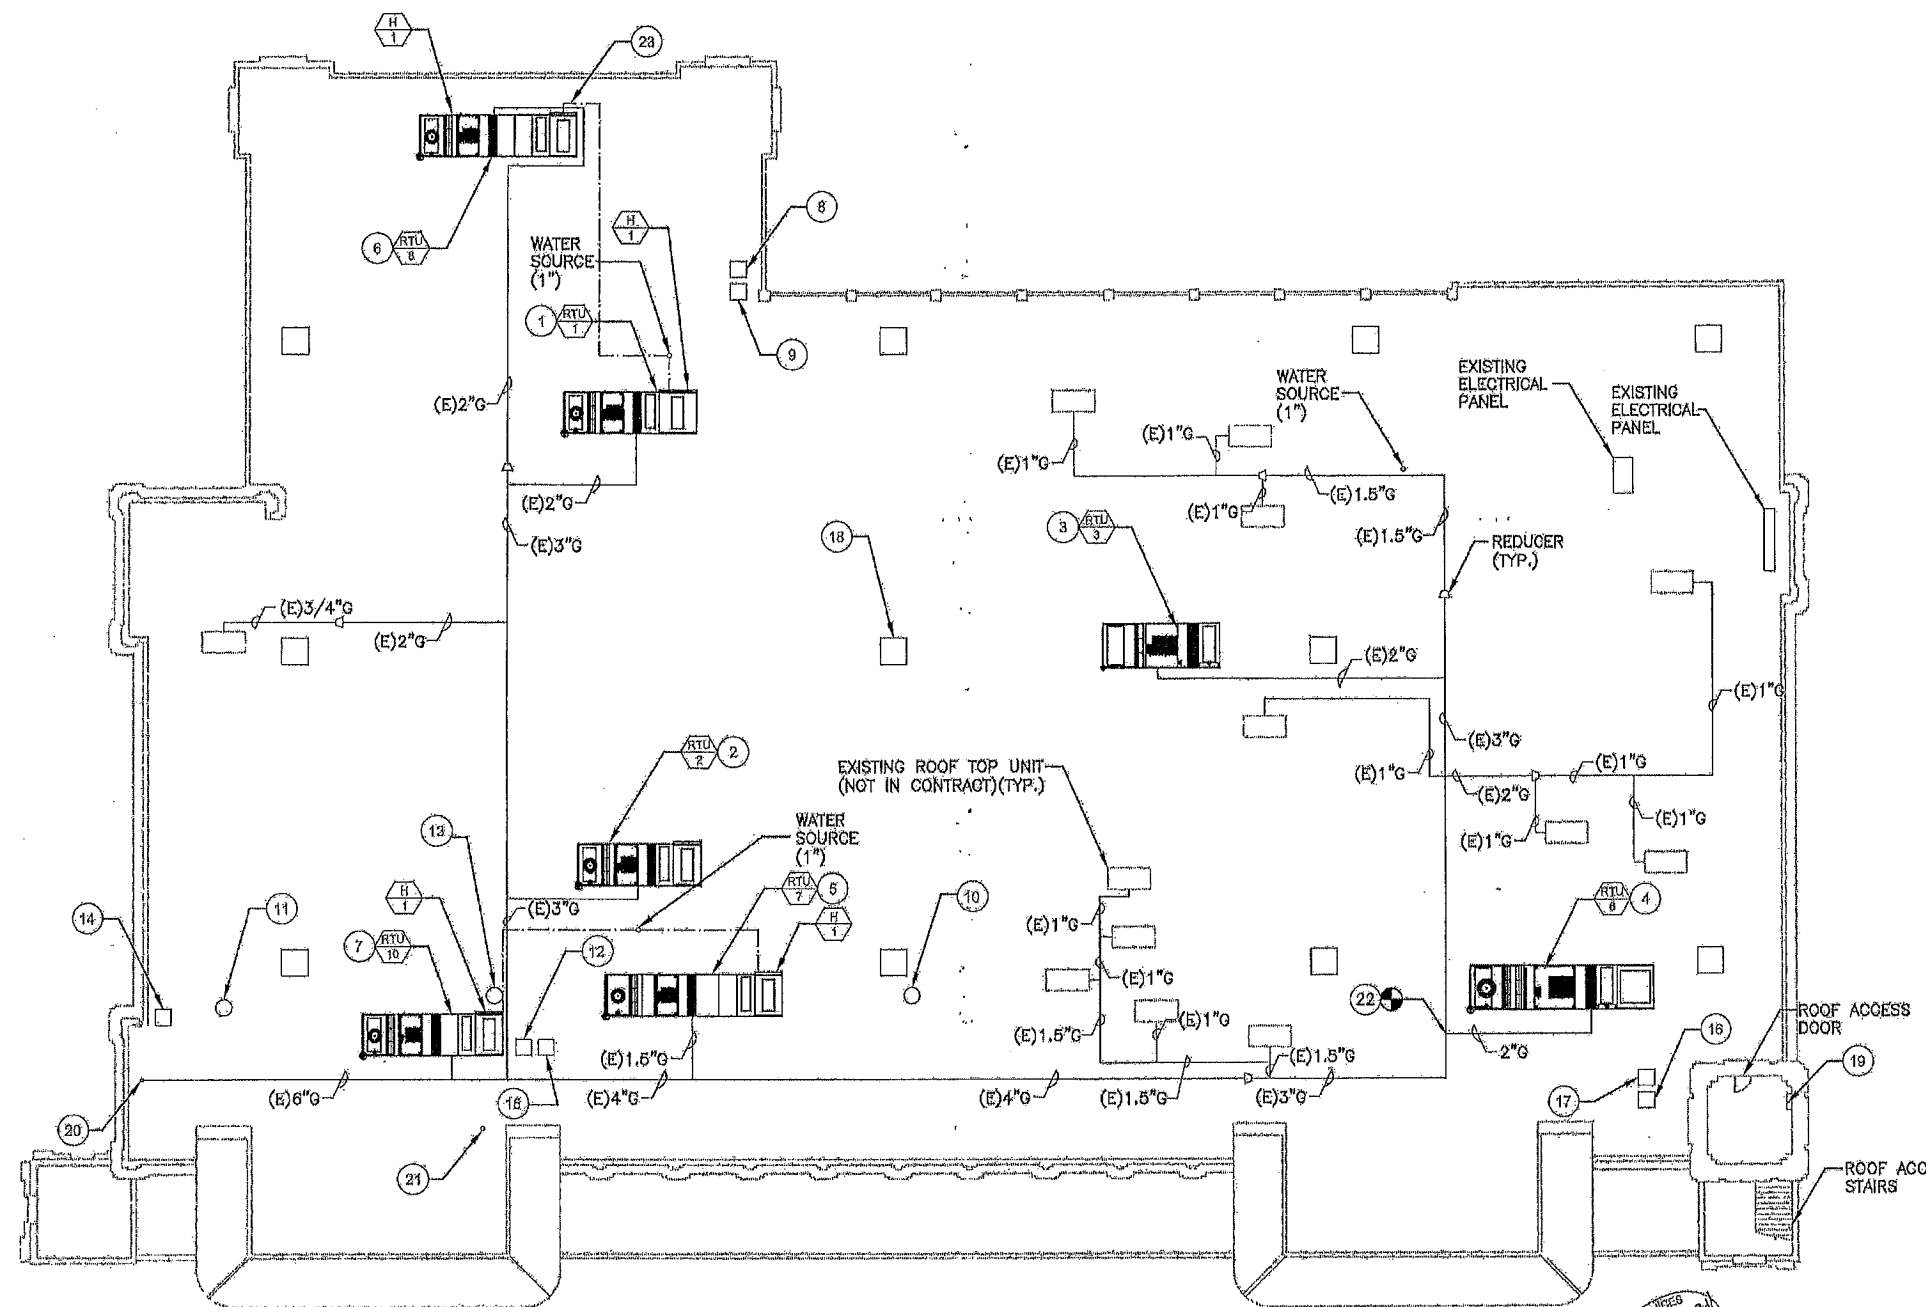 H
1
23
8
6
RTU
8
H
1
WATER
SOURCE
(1")
1
RTU
1
9
EXISTING
ELECTRICAL
PANEL
WATER
SOURCE
(1")
EXISTING
ELECTRICAL
PANEL
(E)2"G
(E)1"G
(E)1"G
(E)2"G
(E)1.5"G
(E)1"G
3
RTU
3
(E)1.5"G
(E)3"G
18
REDUCER
(TYP.)
(E)3/4"G
(E)2"G
(E)2"G
(E)1"G
(E)3"G
RTU
2
2
EXISTING ROOF TOP UNIT
(NOT IN CONTRACT)(TYP.)
(E)1"G
(E)1"G
(E)2"G
13
WATER
SOURCE
(1")
(E)1"G
(E)1"G
H
1
RTU
7
5
14
11
(E)3"G
10
H
1
(E)1"G
RTU
6
4
7
RTU
10
12
(E)1"G
22
ROOF ACCESS
DOOR
(E)1.5"G
(E)1.5"G
(E)1"G
(E)1.5"G
2"G
16
19
(E)6"G
15
(E)4"G
(E)4"G
(E)1.5"G
(E)3"G
17
20
21
ROOF ACC
STAIRS